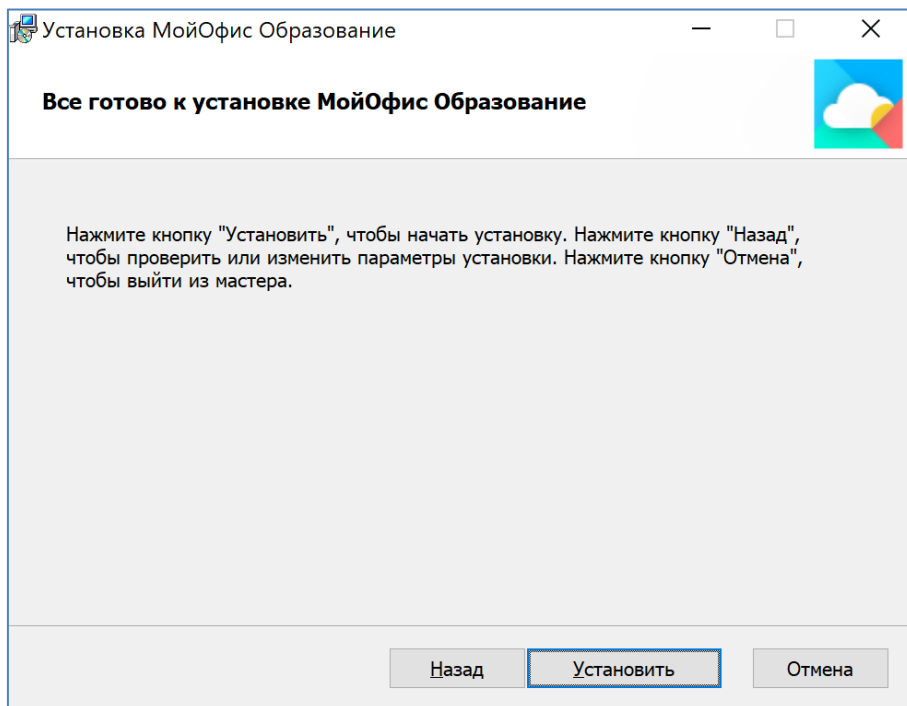 Установка МойОфис Образование
Все готово к установке МойОфис Образование
Нажмите кнопку "Установить", чтобы начать установку. Нажмите кнопку "Назад",
чтобы проверить или изменить параметры установки. Нажмите кнопку "Отмена",
чтобы выйти из мастера.
Назад
Установить
Отмена